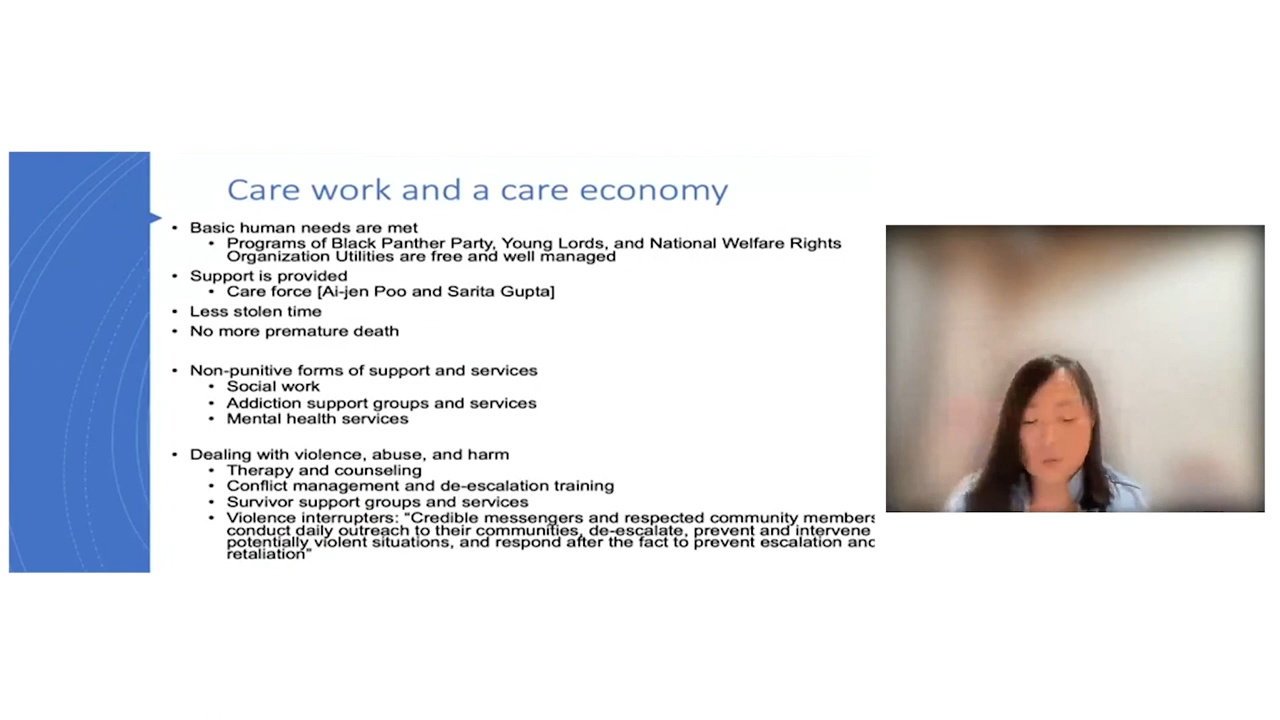 Care work and a care economy
• Basic human needs are met
• Programs of Black Panther Party, Young Lords, and National Welfare Rights
Organization Utilities are free and well managed
• Support is provided
• Care force [Ai-jen Poo and Sarita Gupta]
• Less stolen time
• No more premature death
• Non-punitive forms of support and services
• Social work
• Addiction support groups and services
• Mental health services
• Dealing with violence, abuse, and harm
• Therapy and counseling
• Conflict management and de-escalation training
• Survivor support groups and services
• Violence interrupters: “Credible messengers and respected community members
conduct daily outreach to their communities, de-escalate, prevent and intervene
potentially violent situations, and respond after the fact to prevent escalation and
retaliation”